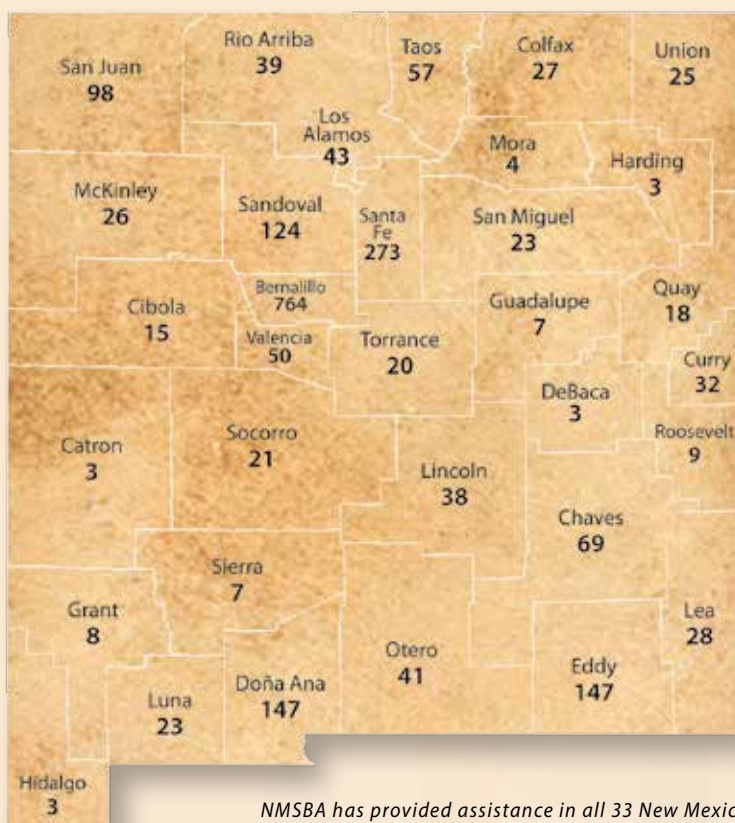 San Juan
98
Rio Arriba
39
Taos
57
Colfax
27
Union
25
Los
Alamos
43
Mora
4
Harding
3
McKinley
26
Sandoval
124
Santa
Fe
273
San Miguel
23
Cibola
15
Bernalillo
764
Valencia
50
Torrance
20
Guadalupe
7
Quay
18
Curry
32
DeBaca
3
Roosevelt
9
Catron
3
Socorro
21
Lincoln
38
Chaves
69
Sierra
7
Grant
8
Lea
28
Otero
41
Eddy
147
Doña Ana
147
Luna
23
Hidalgo
3
NMSBA has provided assistance in all 33 New Mexic